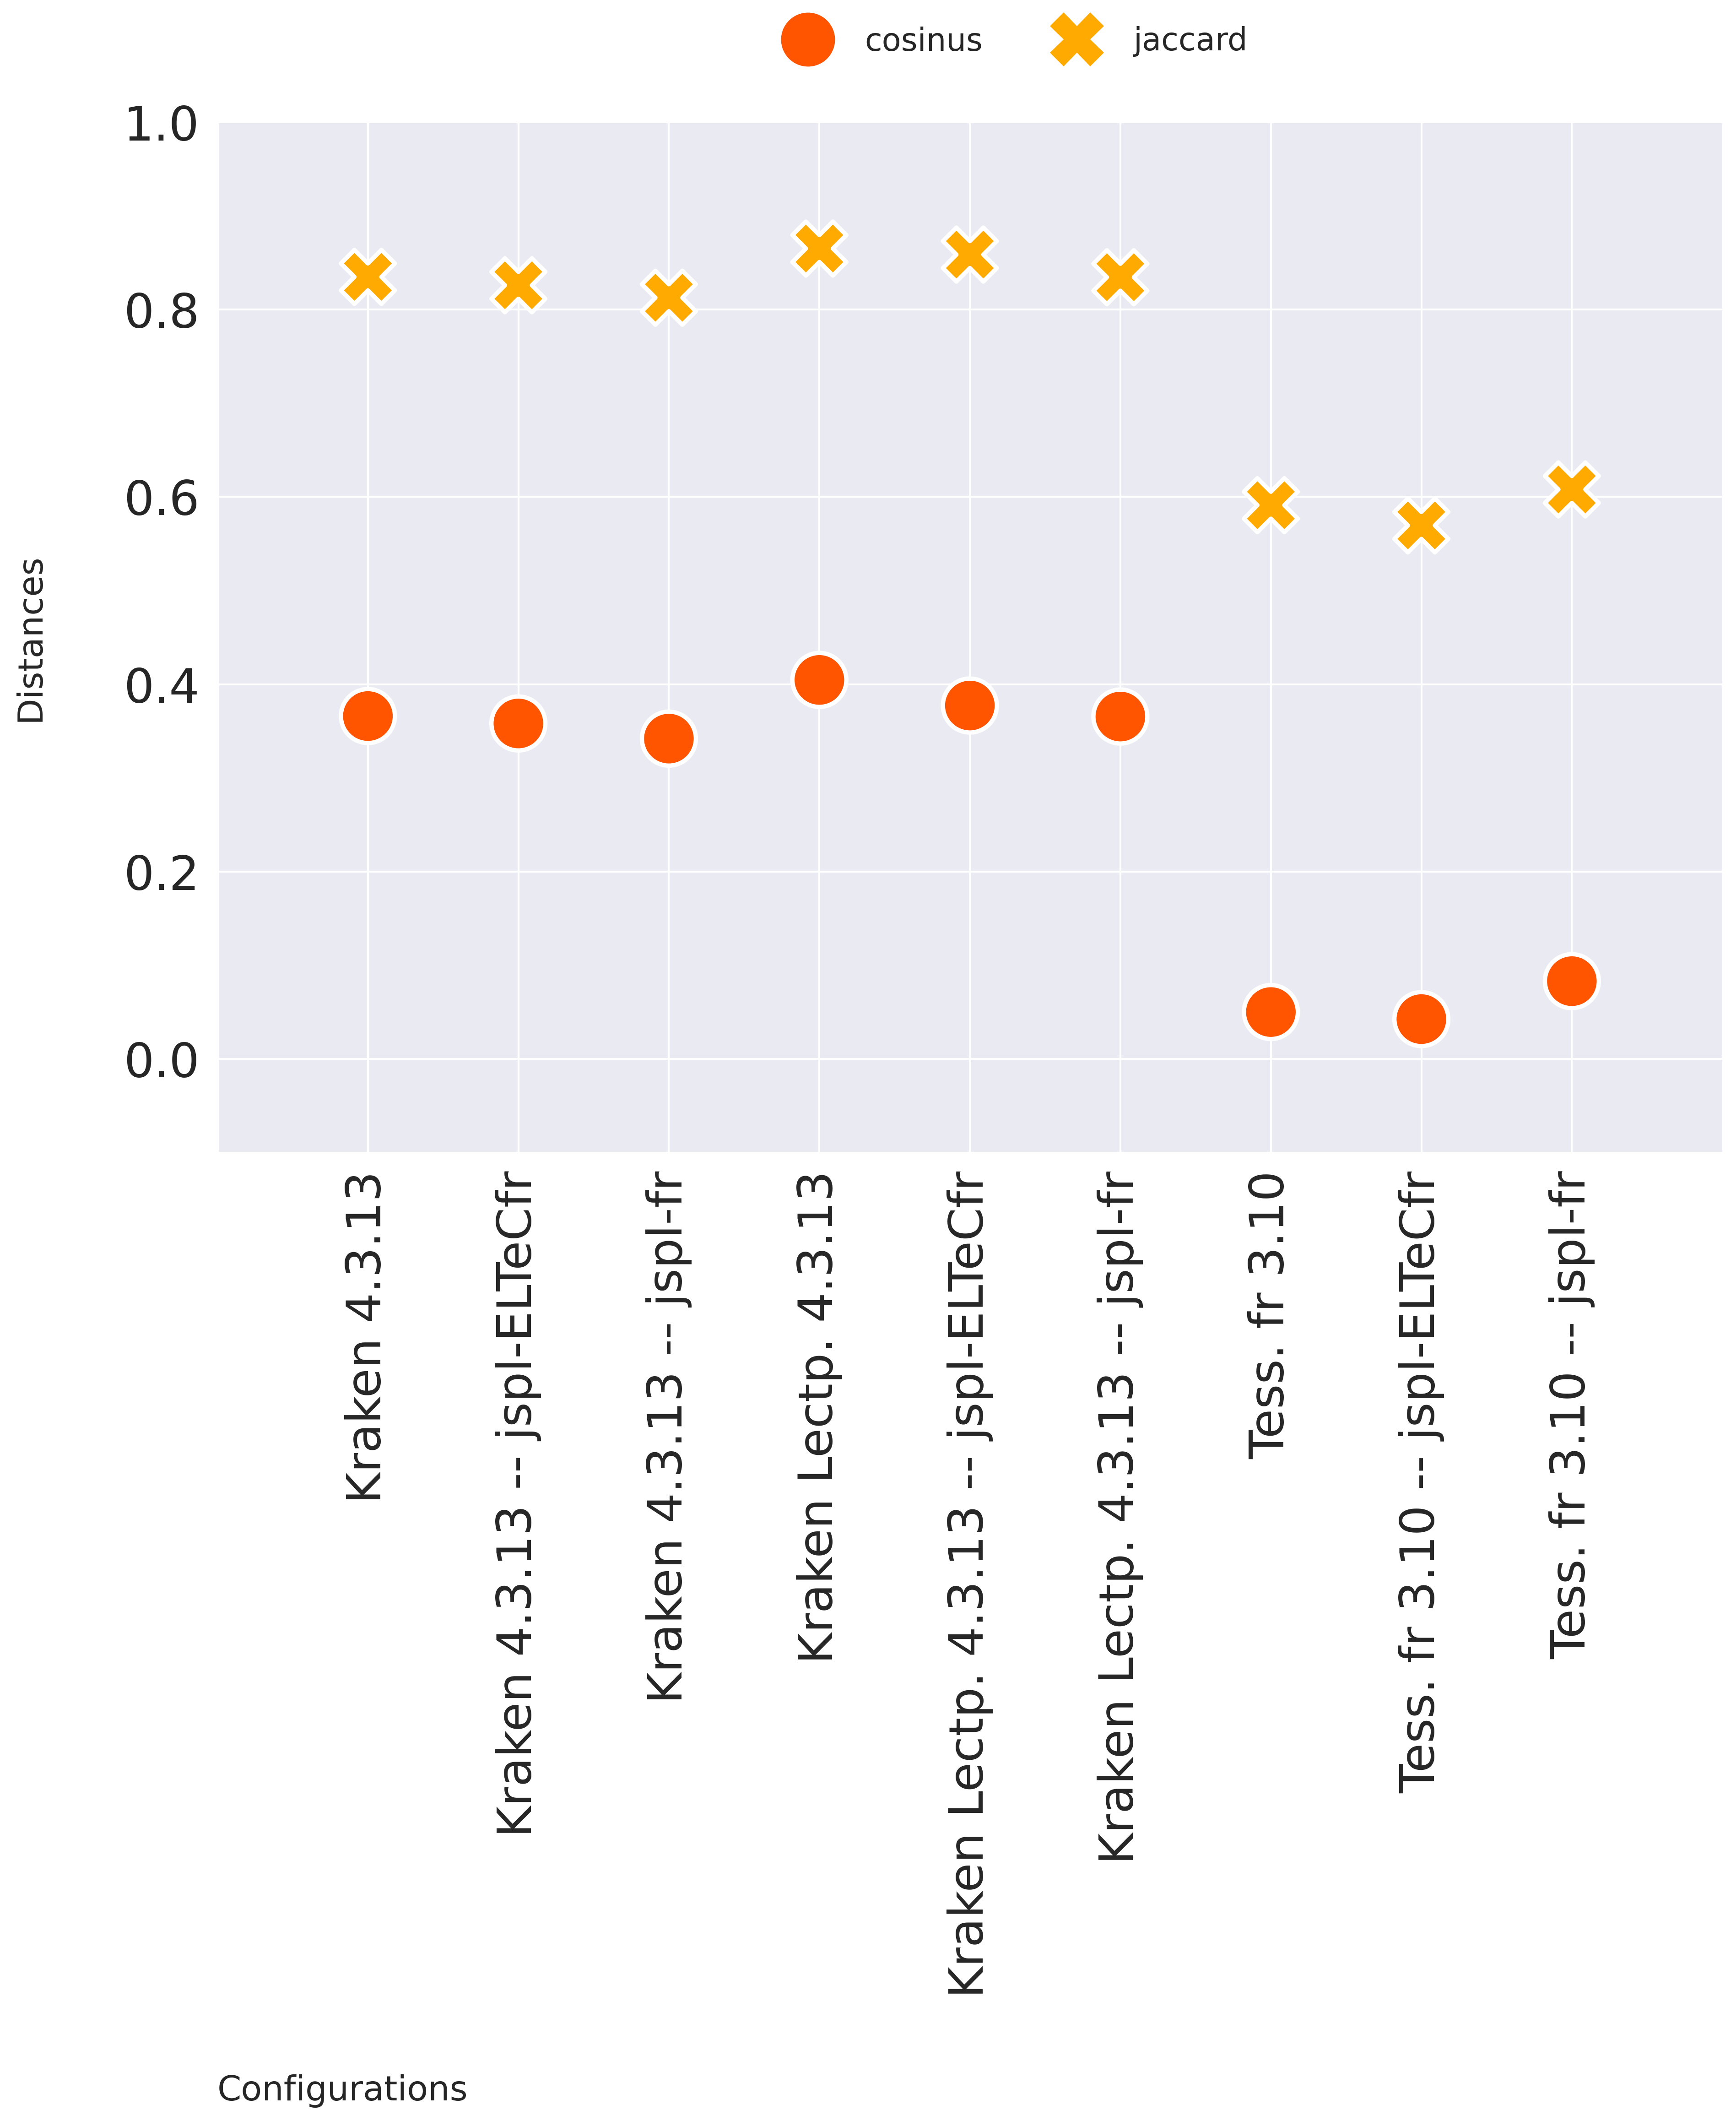 cosinus
jaccard
1.0
0.8
0.6
0.4
0.2
0.0
Distances
Kraken 4.3.13
Kraken 4.3.13 -- jspl-ELTeCfr
Kraken 4.3.13 -- jspl-fr
Kraken Lectp. 4.3.13
Kraken Lectp. 4.3.13 -- jspl-ELTeCfr
Kraken Lectp. 4.3.13 -- jspl-fr
Tess. fr 3.10
Tess. fr 3.10 -- jspl-ELTeCfr
Tess. fr 3.10 -- jspl-fr
Configurations